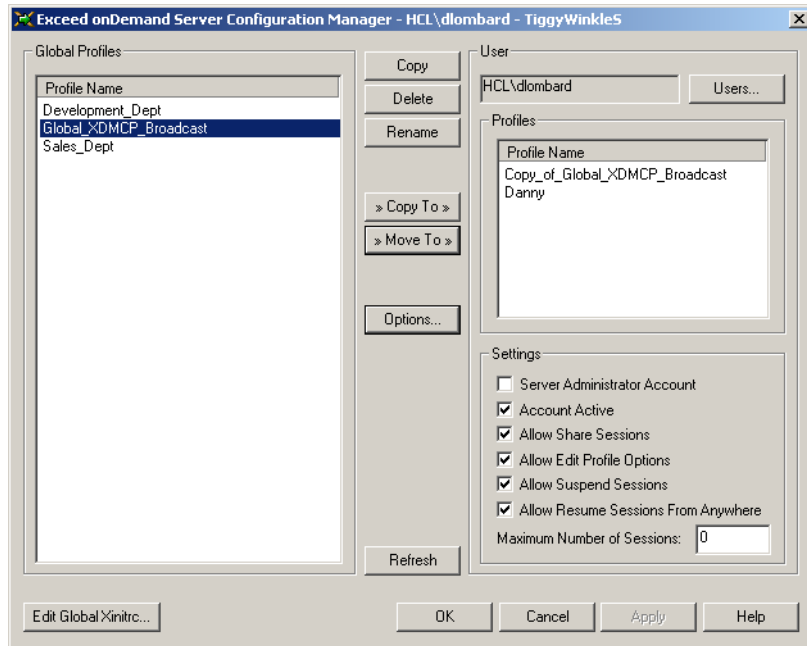 Exceed onDemand Server Configuration Manager - HCL\dlombard - TiggyWinkleS
Global Profiles
Profile Name
Development_Dept
Global_XDMCP_Broadcast
Sales_Dept
Copy
Delete
Rename
» Copy To »
» Move To »
Options...
Refresh
User
HCL\dlombard
Users...
Profiles
Profile Name
Copy_of_Global_XDMCP_Broadcast
Danny
Settings
Server Administrator Account
Account Active
Allow Share Sessions
Allow Edit Profile Options
Allow Suspend Sessions
Allow Resume Sessions From Anywhere
Maximum Number of Sessions: 0
Edit Global Xinitrc...
OK
Cancel
Apply
Help